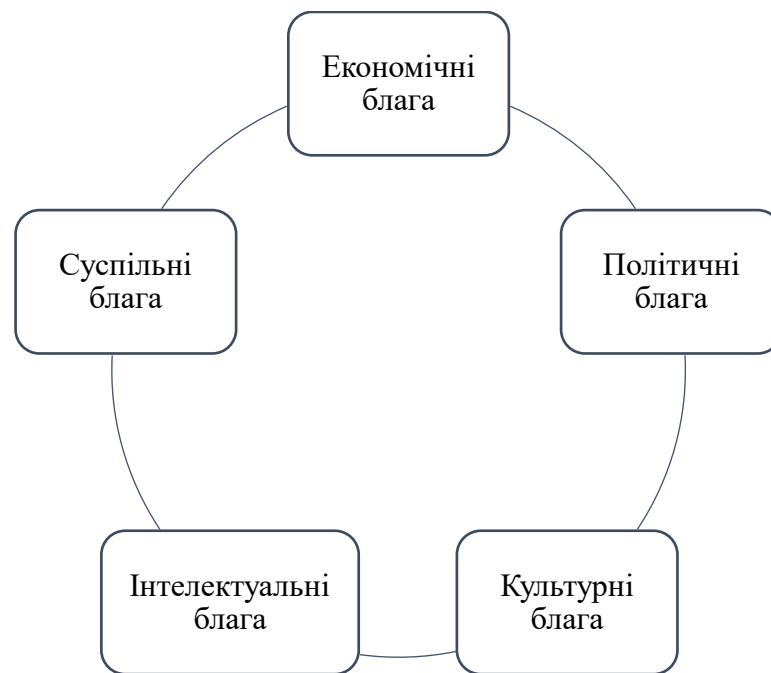 Економічні
блага
Політичні
блага
Культурні
блага
Інтелектуальні
блага
Суспільні
блага